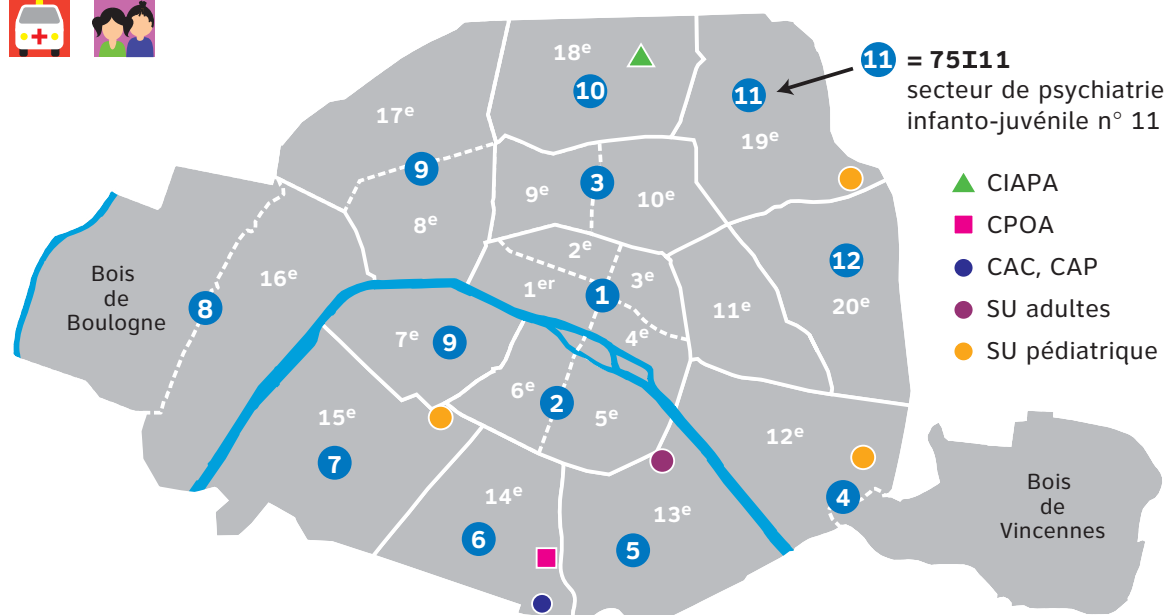 18e
10
17e
11
11 = 75I11
secteur de psychiatrie
infanto-juvénile n° 11
19e
9
3
9e
10e
8e
CIAPA
CPOA
CAC, CAP
SU adultes
SU pédiatrique
2e
12
20e
Bois
de
Boulogne
16e
8
1er
3e
1
11e
4e
7e
9
6e
2
5e
15e
7
12e
4
14e
6
13e
5
Bois
de
Vincennes